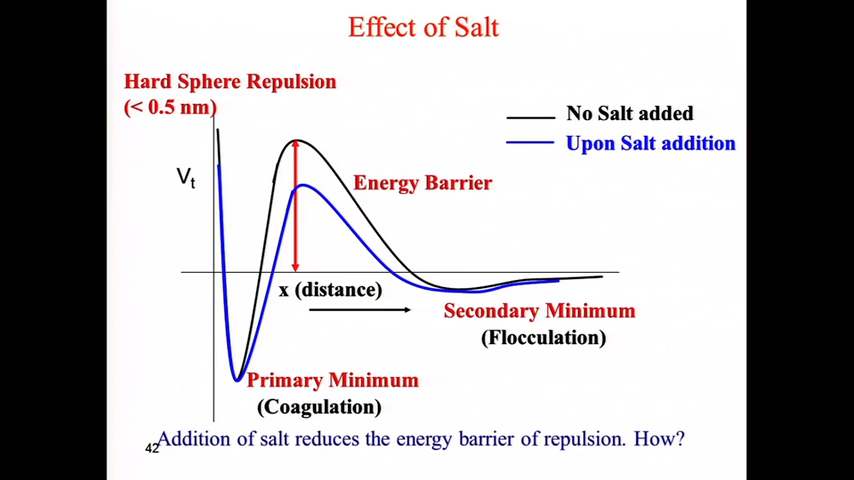 Effect of Salt
Hard Sphere Repulsion
(< 0.5 nm)
No Salt added
Upon Salt addition
Vt
Energy Barrier
x (distance)
Secondary Minimum
(Flocculation)
Primary Minimum
(Coagulation)
Addition of salt reduces the energy barrier of repulsion. How?
42